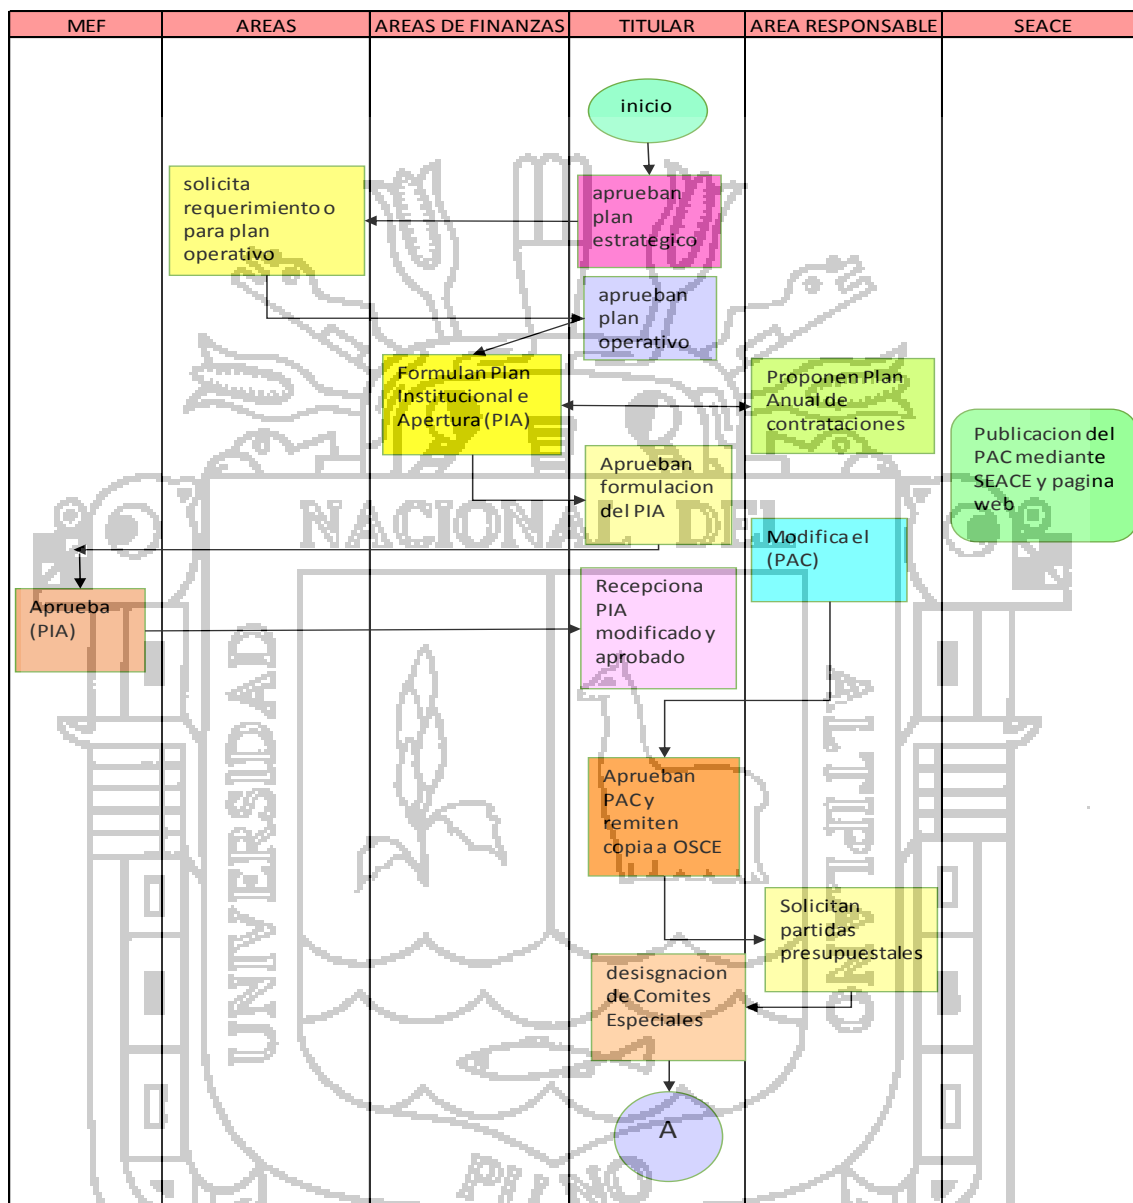 MEF
AREAS
AREAS DE FINANZAS
TITULAR
AREA RESPONSABLE
SEACE
inicio
solicita
requerimiento o
para plan
operativo
aprueban
plan
estrategico
aprueban
plan
operativo
Formulan Plan
Institucional e
Apertura (PIA)
Proponen Plan
Anual de
contrataciones
Publicacion del
PAC mediante
SEACE y pagina
web
Aprueban
formulacion
del PIA
Modifica el
(PAC)
Aprueba
(PIA)
Recepciona
PIA
modificado y
aprobado
Aprueban
PAC y
remiten
copia a OSCE
Solicitan
partidas
presupuestales
desisgnacion
de Comites
Especiales
A
NACIONAL DEL
UNIVERSIDAD
ALTIPLANO
PUNO